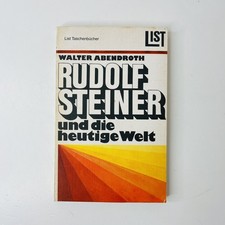 LIST
List Taschenbücher
WALTER ABENDROTH
RUDOLF
STEINER
und die
heutige Welt